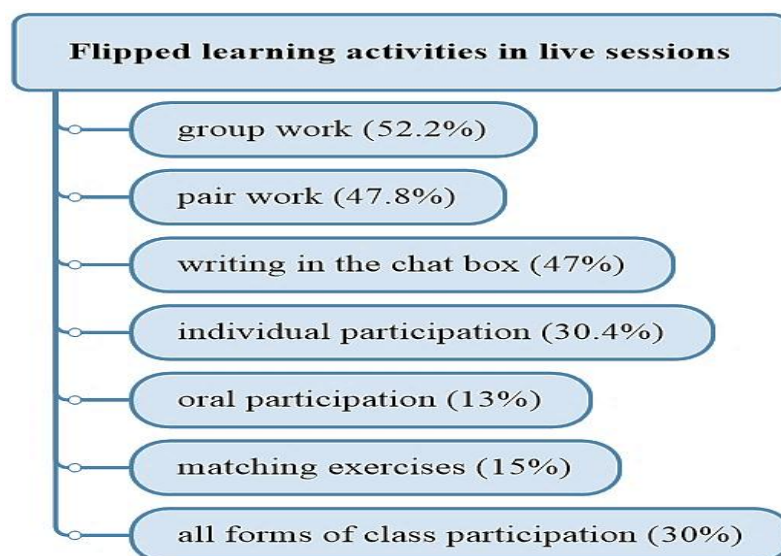 Flipped learning activities in live sessions
group work (52.2%)
pair work (47.8%)
writing in the chat box (47%)
individual participation (30.4%)
oral participation (13%)
matching exercises (15%)
all forms of class participation (30%)